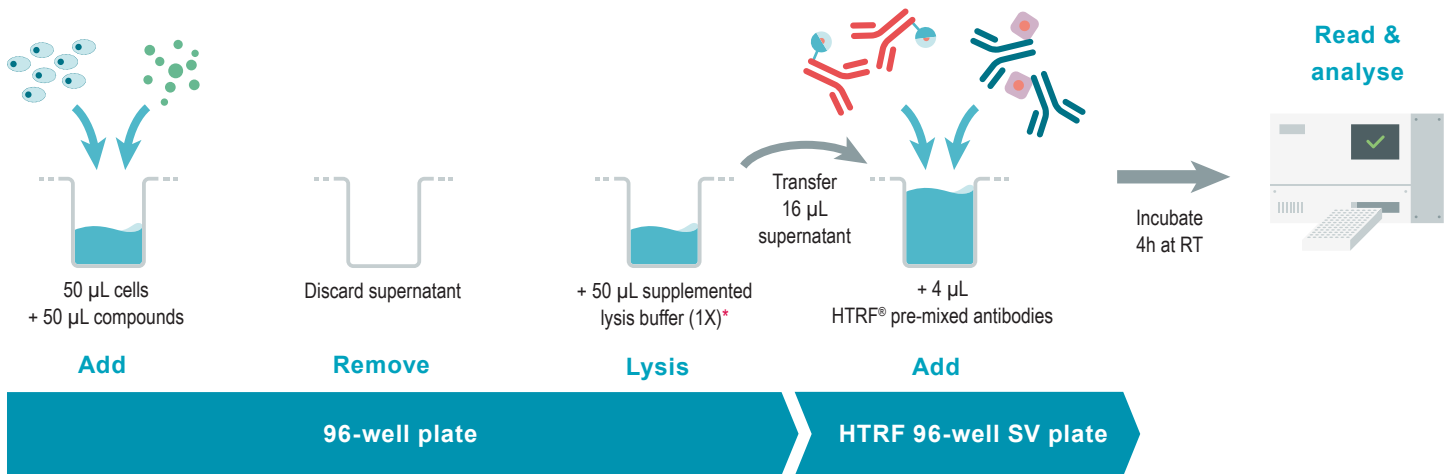 50 µL cells
+ 50 µL compounds
Add
Discard supernatant
Remove
+ 50 µL supplemented
lysis buffer (1X)*
Lysis
Transfer
16 µL
supernatant
+ 4 µL
HTRF® pre-mixed antibodies
Add
Incubate
4h at RT
Read &
analyse
96-well plate
HTRF 96-well SV plate